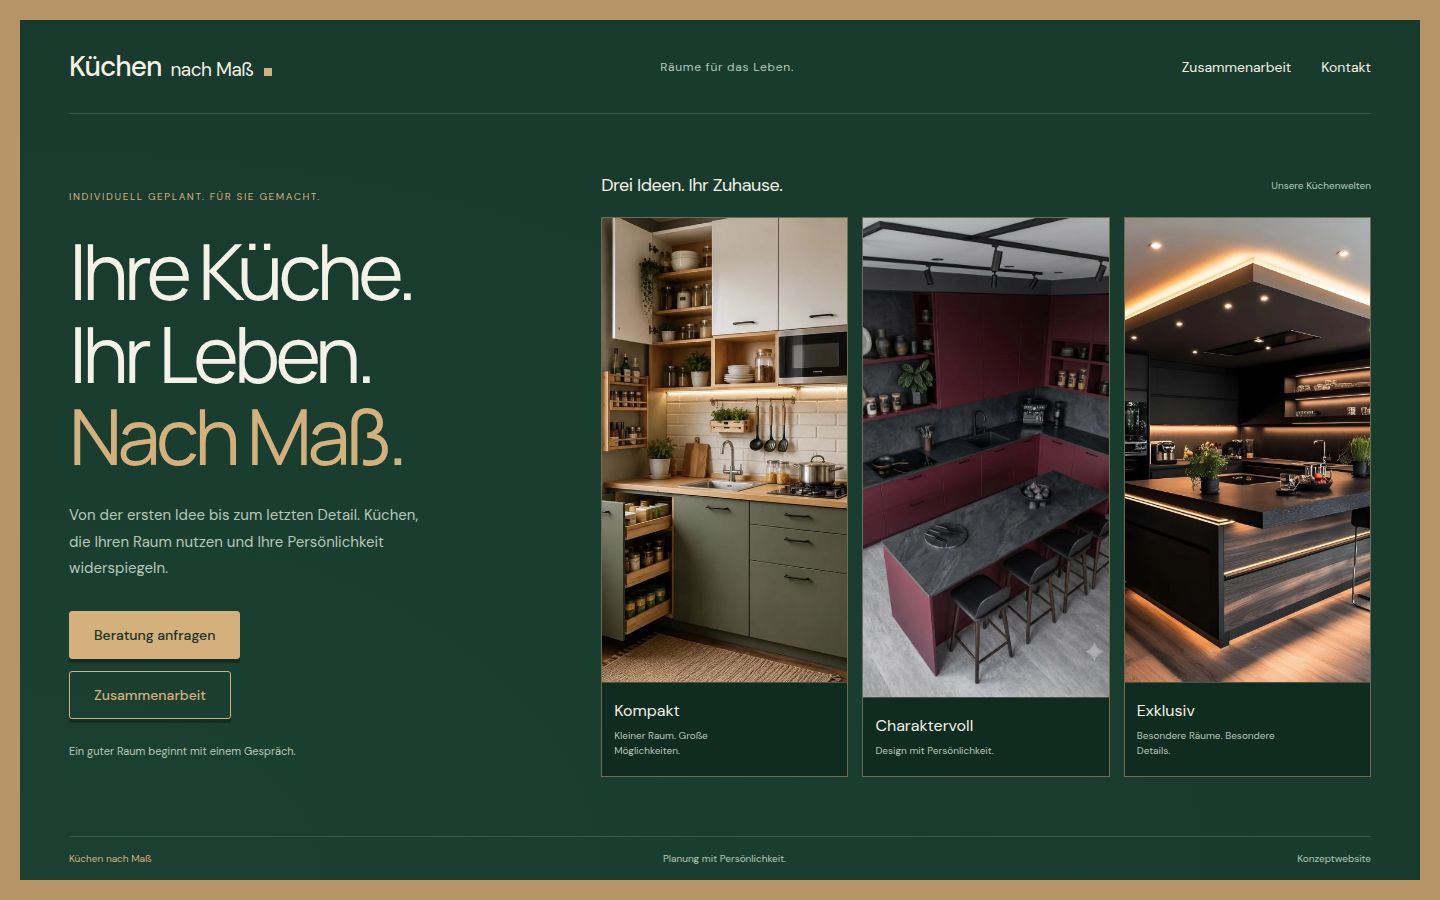 Küchen nach Maß
Räume für das Leben.
Zusammenarbeit
Kontakt
INDIVIDUELL GEPLANT. FÜR SIE GEMACHT.
Ihre Küche.
Ihr Leben.
Nach Maß.
Von der ersten Idee bis zum letzten Detail. Küchen,
die Ihren Raum nutzen und Ihre Persönlichkeit
widerspiegeln.
Beratung anfragen
Zusammenarbeit
Ein guter Raum beginnt mit einem Gespräch.
Drei Ideen. Ihr Zuhause.
Unsere Küchenwelten
Kompakt
Kleiner Raum. Große
Möglichkeiten.
Charaktervoll
Design mit Persönlichkeit.
Exklusiv
Besondere Räume. Besondere
Details.
Küchen nach Maß
Planung mit Persönlichkeit.
Konzeptwebsite